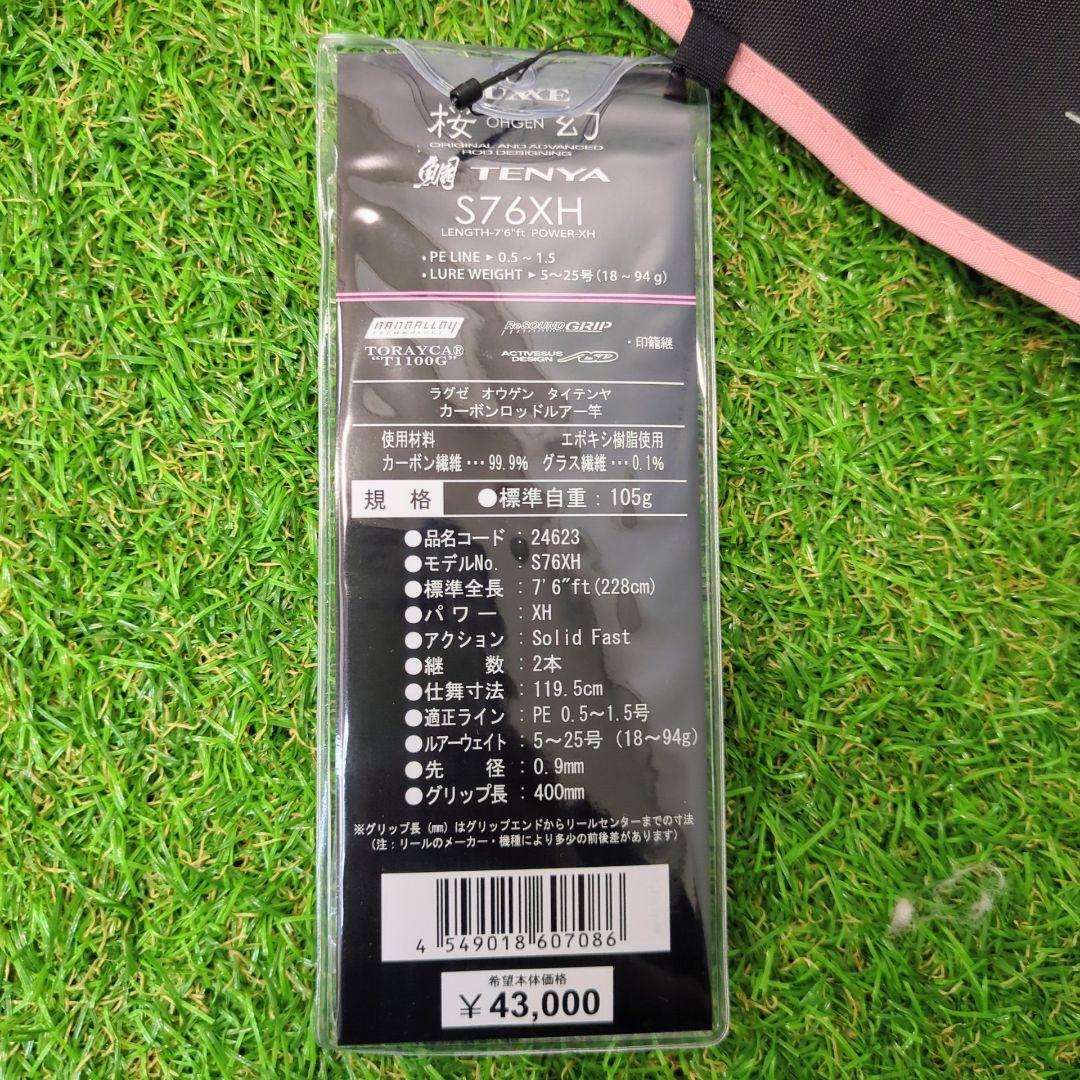 桜 OHGEN 幻
ORIGINAL AND ADVANCED
ROD DESIGNING
鯛 TENYA
S76XH
LENGTH-7'6"ft POWER-XH
・PE LINE ▶ 0.5 ~ 1.5
・LURE WEIGHT ▶ 5〜25号 (18 ~ 94 g)
NANOALLOY
TECHNOLOGY
ReSOUND GRIP
・印籠継
TORAYCA®
"T1100G"
ACTIVESUS
DESIGN
ラグゼ オウゲン タイテンヤ
カーボンロッドルアー竿
使用材料 エポキシ樹脂使用
カーボン繊維…99.9% グラス繊維…0.1%
規格 ●標準自重：105g
●品名コード：24623
●モデルNo.：S76XH
●標準全長：7'6"ft(228cm)
●パワー：XH
●アクション：Solid Fast
●継数：2本
●仕舞寸法：119.5cm
●適正ライン：PE 0.5〜1.5号
●ルアーウェイト：5〜25号 (18〜94g)
●先径：0.9mm
●グリップ長：400mm
※グリップ長（mm）はグリップエンドからリールセンターまでの寸法
（注：リールのメーカー・機種により多少の前後差があります）
4 549018 607086
希望本体価格
¥43,000